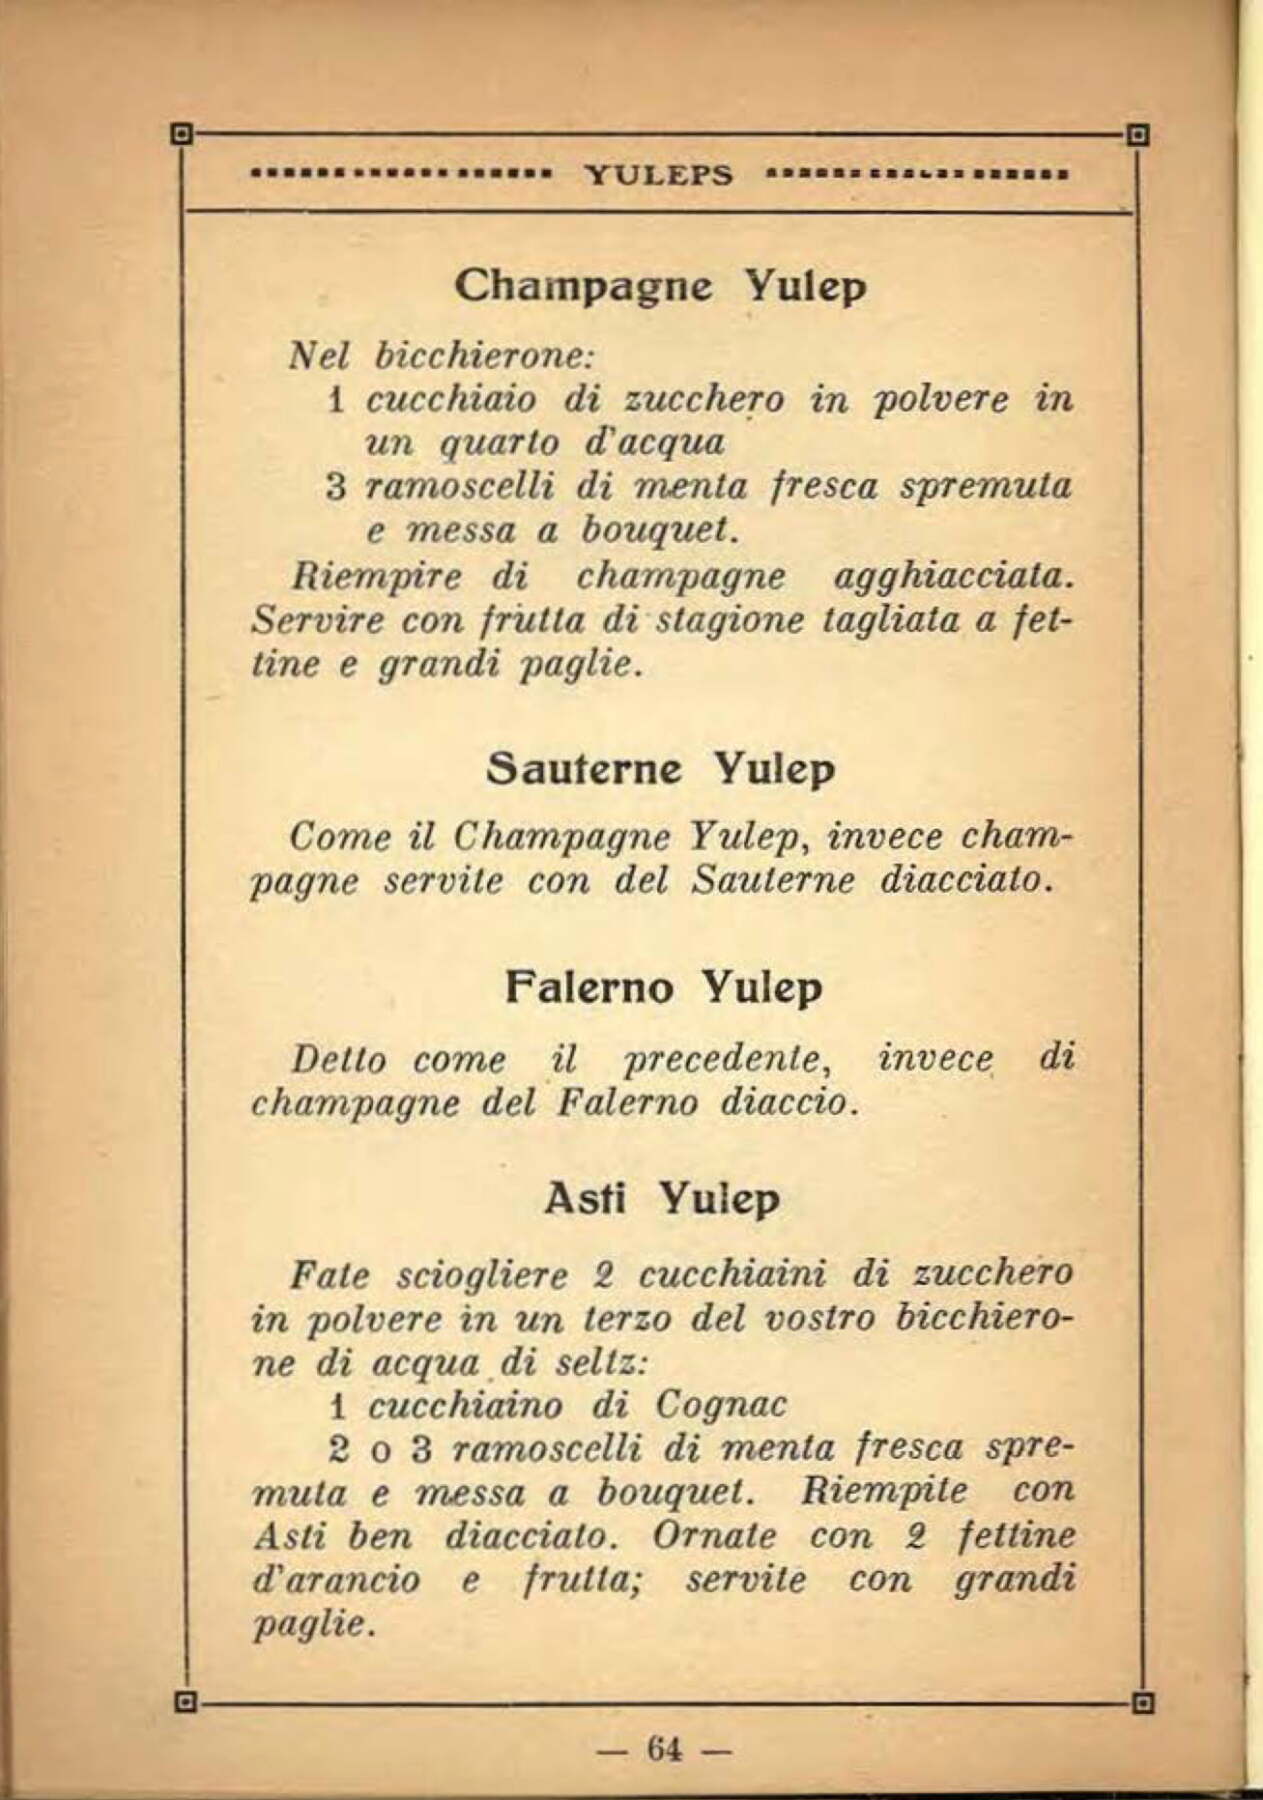 YULEPS
Champagne Yulep
Nel bicchierone:
1 cucchiaio di zucchero in polvere in
un quarto d'acqua
3 ramoscelli di menta fresca spremuta
e messa a bouquet.
Riempire di champagne agghiacciata.
Servire con frutta di stagione tagliata a fet-
tine e grandi paglie.
Sauterne Yulep
Come il Champagne Yulep, invece cham-
pagne servite con del Sauterne diacciato.
Falerno Yulep
Detto come il precedente, invece di
champagne del Falerno diaccio.
Asti Yulep
Fate sciogliere 2 cucchiaini di zucchero
in polvere in un terzo del vostro bicchiero-
ne di acqua di seltz:
1 cucchiaino di Cognac
2 o 3 ramoscelli di menta fresca spre-
muta e messa a bouquet. Riempite con
Asti ben diacciato. Ornate con 2 fettine
d'arancio e frutta; servite con grandi
paglie.
— 64 —